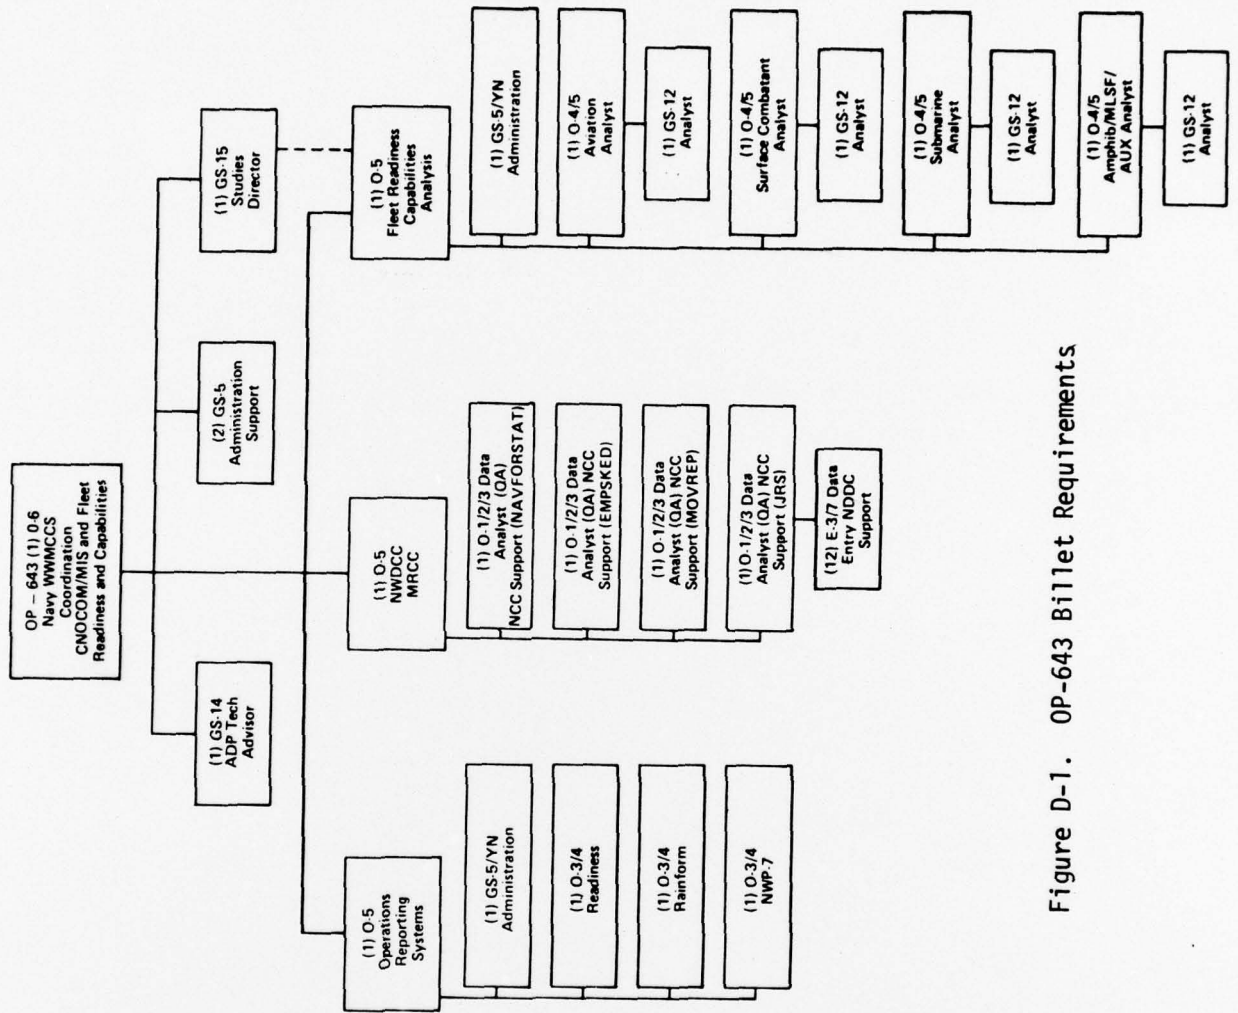 OP – 643 (1) 0-6
Navy WWMCCS
Coordination
CNOCOM/MIS and Fleet
Readiness and Capabilities
(1) GS-14
ADP Tech
Advisor
(2) GS-5
Administration
Support
(1) GS-15
Studies
Director
(1) O-5
Operations
Reporting
Systems
(1) GS-5/YN
Administration
(1) O-3/4
Readiness
(1) O-3/4
Rainform
(1) O-3/4
NWP-7
(1) O-5
NWDCC
MRCC
(1) O-1/2/3 Data
Analyst (QA)
NCC Support (NAVFORSTAT)
(1) O-1/2/3 Data
Analyst (QA) NCC
Support (EMPSKED)
(1) O-1/2/3 Data
Analyst (QA) NCC
Support (MOVREP)
(1) O-1/2/3 Data
Analyst (QA) NCC
Support (JRS)
(12) E-3/7 Data
Entry NDDC
Support
(1) O-5
Fleet Readiness
Capabilities
Analysis
(1) GS-5/YN
Administration
(1) O-4/5
Aviation
Analyst
(1) GS-12
Analyst
(1) O-4/5
Surface Combatant
Analyst
(1) GS-12
Analyst
(1) O-4/5
Submarine
Analyst
(1) GS-12
Analyst
(1) O-4/5
Amphib/MLSF/
AUX Analyst
(1) GS-12
Analyst
Figure D-1. OP-643 Billet Requirements